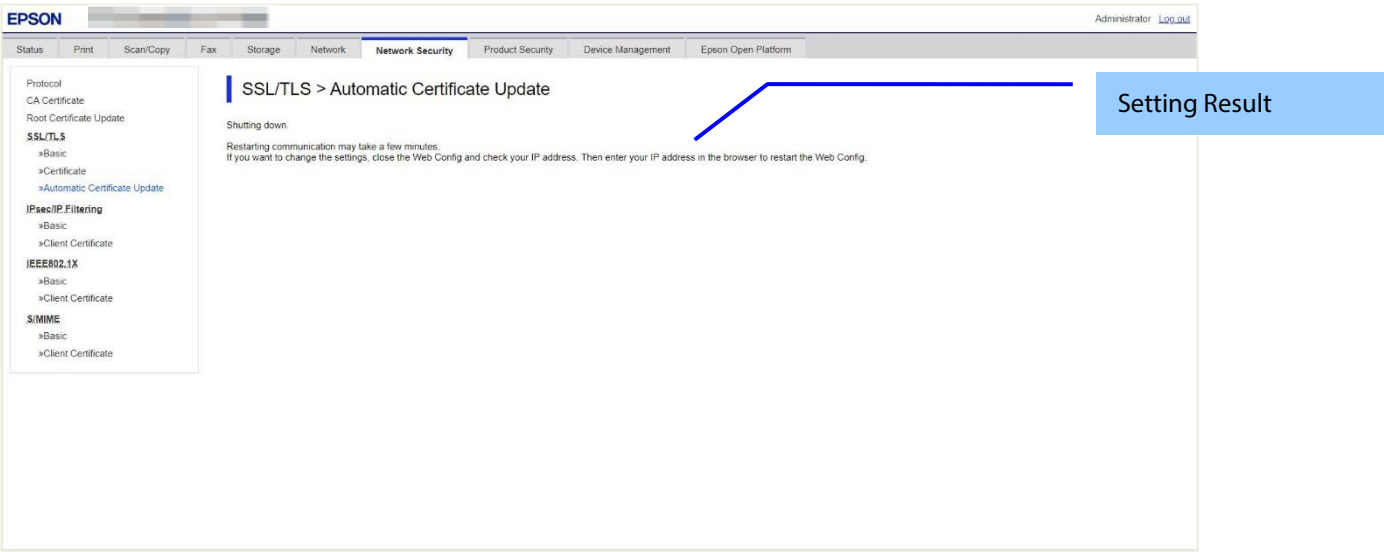 EPSON
Administrator Log out
Status Print Scan/Copy Fax Storage Network Network Security Product Security Device Management Epson Open Platform
Protocol
CA Certificate
Root Certificate Update
SSL/TLS
»Basic
»Certificate
»Automatic Certificate Update
IPsec/IP Filtering
»Basic
»Client Certificate
IEEE802.1X
»Basic
»Client Certificate
S/MIME
»Basic
»Client Certificate
SSL/TLS > Automatic Certificate Update
Shutting down.
Restarting communication may take a few minutes.
If you want to change the settings, close the Web Config and check your IP address. Then enter your IP address in the browser to restart the Web Config.
Setting Result